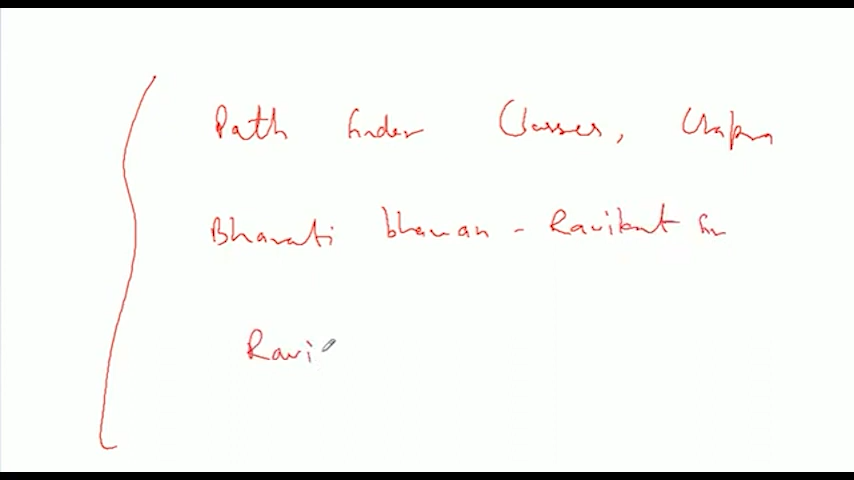 Path finder Classes, Chapra
Bharati bhawan - Ravikant Sir
Ravi